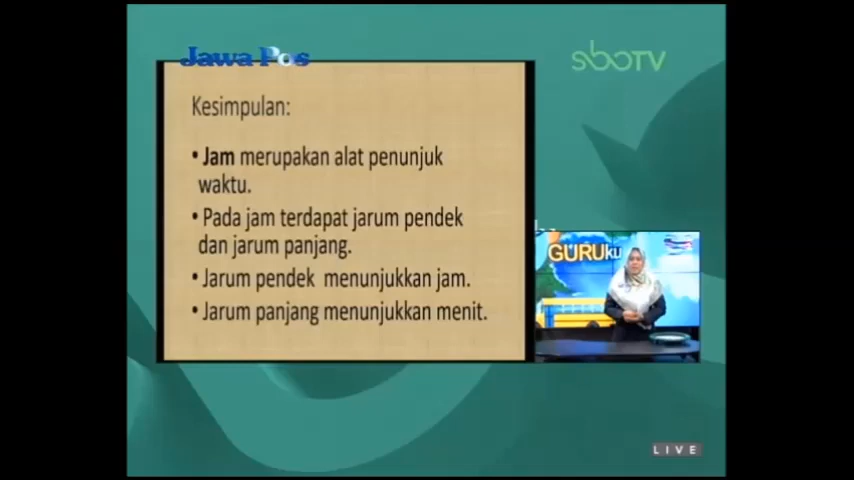 Jawa Pos
sboTV
Kesimpulan:
• Jam merupakan alat penunjuk
waktu.
• Pada jam terdapat jarum pendek
dan jarum panjang.
• Jarum pendek menunjukkan jam.
• Jarum panjang menunjukkan menit.
GURUKU
LIVE